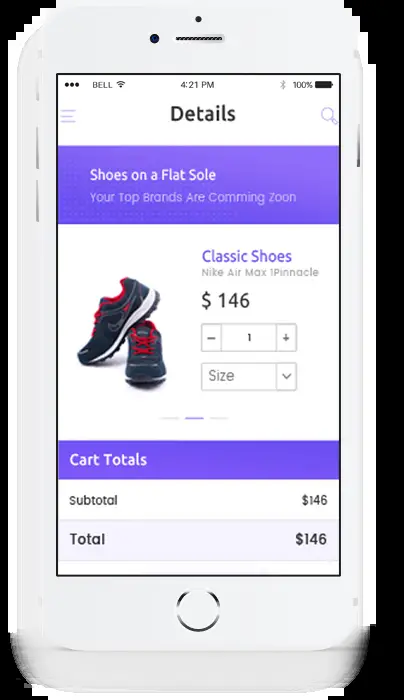 BELL 4:21 PM 100%
Details
Shoes on a Flat Sole
Your Top Brands Are Comming Zoon
Classic Shoes
Nike Air Max 1Pinnacle
$ 146
− 1 +
Size
Cart Totals
Subtotal $146
Total $146